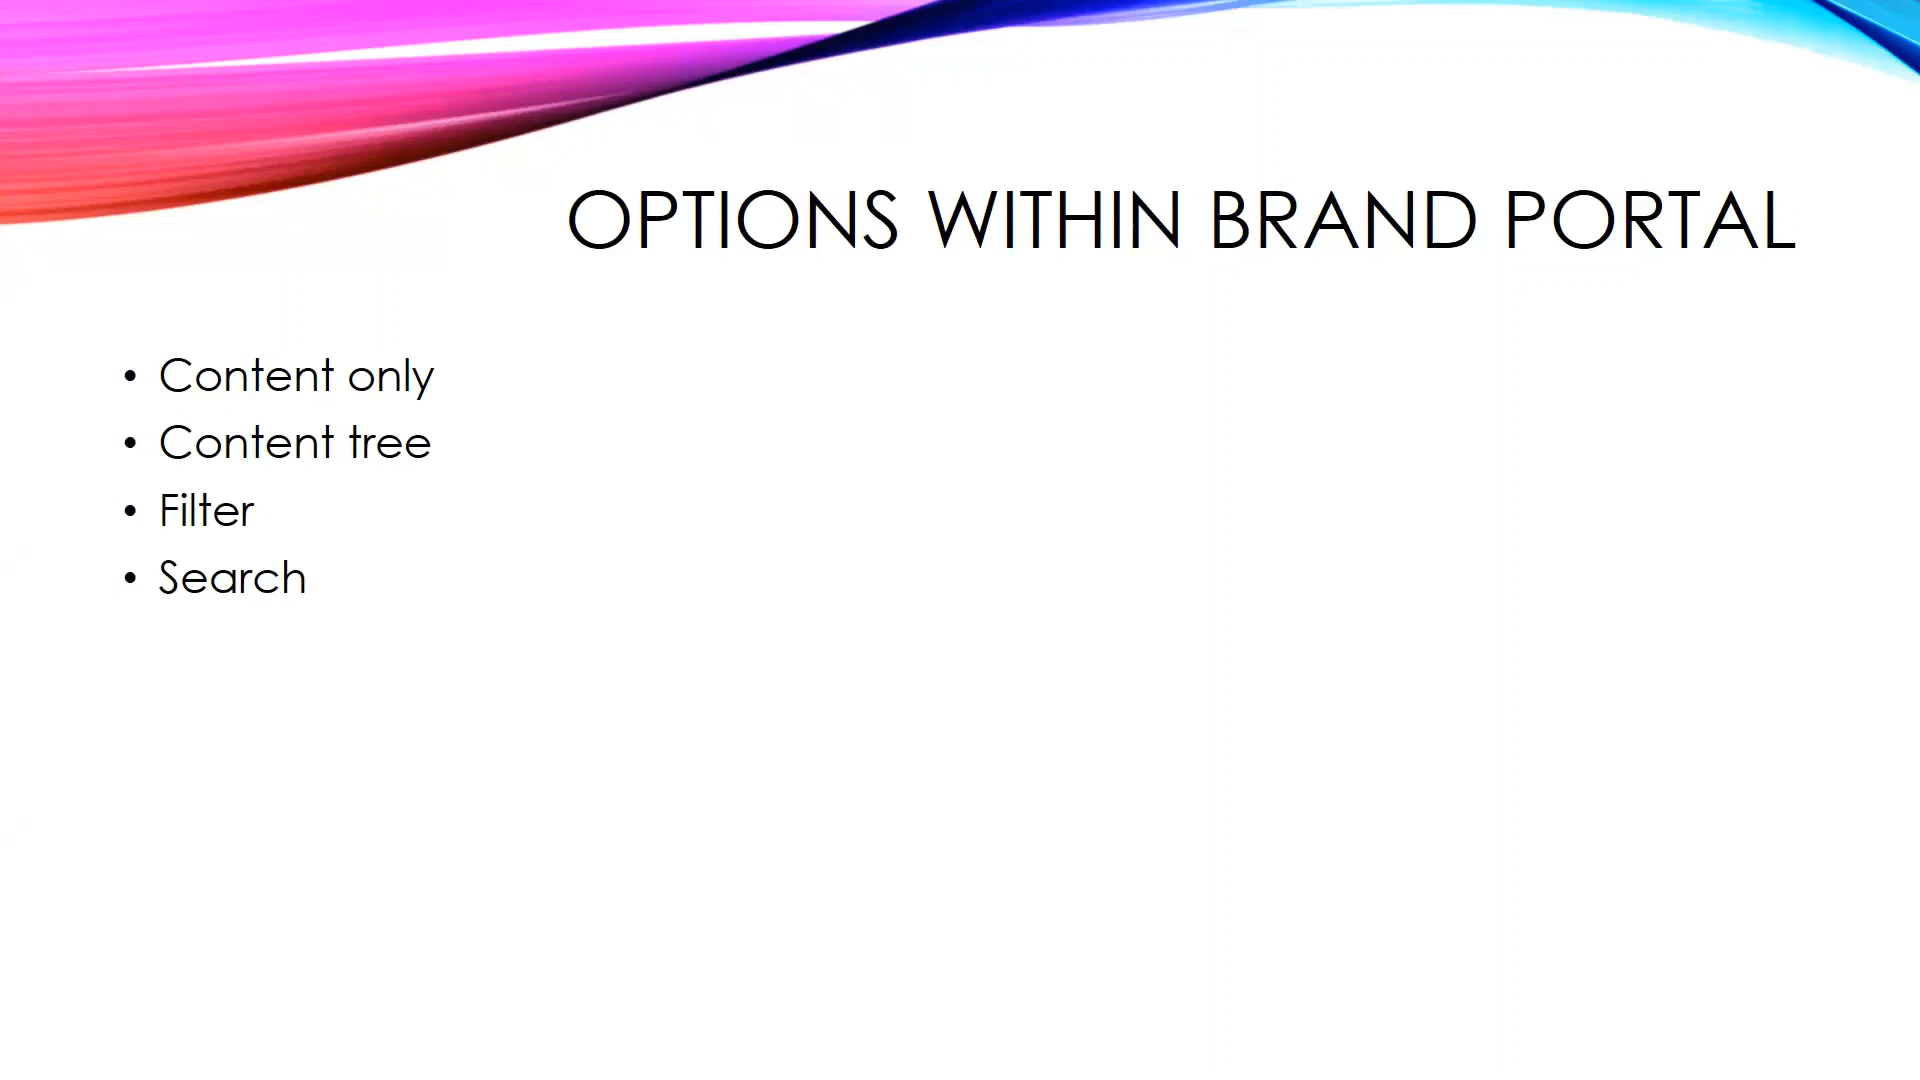 OPTIONS WITHIN BRAND PORTAL
• Content only
• Content tree
• Filter
• Search